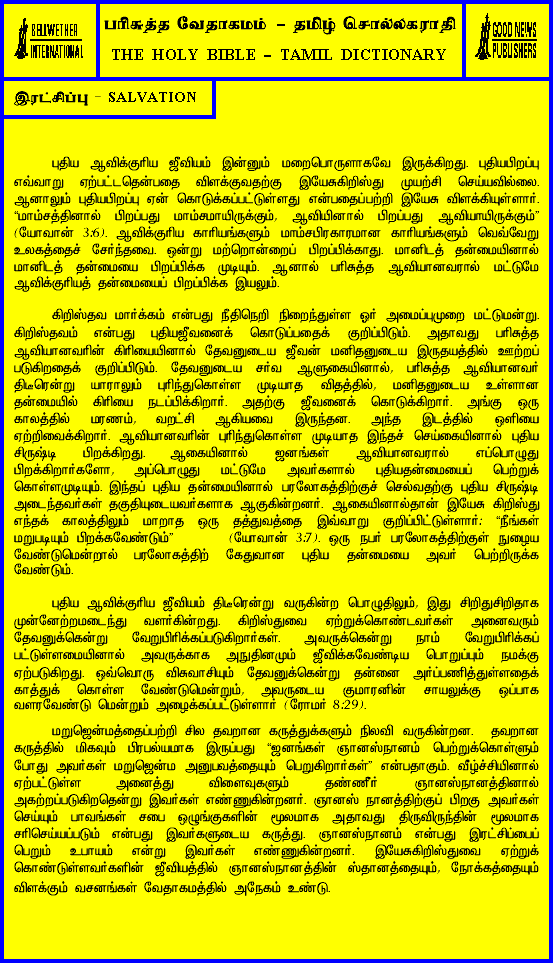 BELLWETHER
INTERNATIONAL
பரிசுத்த வேதாகமம் – தமிழ் சொல்லகராதி
THE HOLY BIBLE – TAMIL DICTIONARY
GOOD NEWS
PUBLISHERS
இரட்சிப்பு – SALVATION
புதிய ஆவிக்குரிய ஜீவியம் இன்னும் மறைபொருளாகவே இருக்கிறது. புதியபிறப்பு
எவ்வாறு ஏற்பட்டதென்பதை விளக்குவதற்கு இயேசுகிறிஸ்து முயற்சி செய்யவில்லை.
ஆனாலும் புதியபிறப்பு ஏன் கொடுக்கப்பட்டுள்ளது என்பதைப்பற்றி இயேசு விளக்கியுள்ளார்.
“மாம்சத்தினால் பிறப்பது மாம்சமாயிருக்கும், ஆவியினால் பிறப்பது ஆவியாயிருக்கும்”
(யோவான் 3:6). ஆவிக்குரிய காரியங்களும் மாம்சபிரகாரமான காரியங்களும் வெவ்வேறு
உலகத்தைச் சேர்ந்தவை. ஒன்று மற்றொன்றைப் பிறப்பிக்காது. மானிடத் தன்மையினால்
மானிடத் தன்மையை பிறப்பிக்க முடியும். ஆனால் பரிசுத்த ஆவியானவரால் மட்டுமே
ஆவிக்குரியத் தன்மையைப் பிறப்பிக்க இயலும்.
கிறிஸ்தவ மார்க்கம் என்பது நீதிநெறி நிறைந்துள்ள ஓர் அமைப்புமுறை மட்டுமன்று.
கிறிஸ்தவம் என்பது புதியஜீவனைக் கொடுப்பதைக் குறிப்பிடும். அதாவது பரிசுத்த
ஆவியானவரின் கிரியையினால் தேவனுடைய ஜீவன் மனிதனுடைய இருதயத்தில் ஊற்றப்
படுகிறதைக் குறிப்பிடும். தேவனுடைய சர்வ ஆளுகையினால், பரிசுத்த ஆவியானவர்
திடீரென்று யாராலும் புரிந்துகொள்ள முடியாத விதத்தில், மனிதனுடைய உள்ளான
தன்மையில் கிரியை நடப்பிக்கிறார். அதற்கு ஜீவனைக் கொடுக்கிறார். அங்கு ஒரு
காலத்தில் மரணம், வறட்சி ஆகியவை இருந்தன. அந்த இடத்தில் ஒளியை
ஏற்றிவைக்கிறார். ஆவியானவரின் புரிந்துகொள்ள முடியாத இந்தச் செய்கையினால் புதிய
சிருஷ்டி பிறக்கிறது. ஆகையினால் ஜனங்கள் ஆவியானவரால் எப்பொழுது
பிறக்கிறார்களோ, அப்பொழுது மட்டுமே அவர்களால் புதியதன்மையைப் பெற்றுக்
கொள்ளமுடியும். இந்தப் புதிய தன்மையினால் பரலோகத்திற்குச் செல்வதற்கு புதிய சிருஷ்டி
அடைந்தவர்கள் தகுதியுடையவர்களாக ஆகுகின்றனர். ஆகையினால்தான் இயேசு கிறிஸ்து
எந்தக் காலத்திலும் மாறாத ஒரு தத்துவத்தை இவ்வாறு குறிப்பிட்டுள்ளார்: “நீங்கள்
மறுபடியும் பிறக்கவேண்டும்” (யோவான் 3:7). ஒரு நபர் பரலோகத்திற்குள் நுழைய
வேண்டுமென்றால் பரலோகத்திற் கேதுவான புதிய தன்மையை அவர் பெற்றிருக்க
வேண்டும்.
புதிய ஆவிக்குரிய ஜீவியம் திடீரென்று வருகின்ற பொழுதிலும், இது சிறிதுசிறிதாக
முன்னேற்றமடைந்து வளர்கின்றது. கிறிஸ்துவை ஏற்றுக்கொண்டவர்கள் அனைவரும்
தேவனுக்கென்று வேறுபிரிக்கப்படுகிறார்கள். அவருக்கென்று நாம் வேறுபிரிக்கப்
பட்டுள்ளமையினால் அவருக்காக அநுதினமும் ஜீவிக்கவேண்டிய பொறுப்பும் நமக்கு
ஏற்படுகிறது. ஒவ்வொரு விசுவாசியும் தேவனுக்கென்று தன்னை அர்ப்பணித்துள்ளதைக்
காத்துக் கொள்ள வேண்டுமென்றும், அவருடைய குமாரனின் சாயலுக்கு ஒப்பாக
வளரவேண்டு மென்றும் அழைக்கப்பட்டுள்ளார் (ரோமர் 8:29).
மறுஜென்மத்தைப்பற்றி சில தவறான கருத்துக்களும் நிலவி வருகின்றன. தவறான
கருத்தில் மிகவும் பிரபல்யமாக இருப்பது “ஜனங்கள் ஞானஸ்நானம் பெற்றுக்கொள்ளும்
போது அவர்கள் மறுஜென்ம அனுபவத்தையும் பெறுகிறார்கள்” என்பதாகும். வீழ்ச்சியினால்
ஏற்பட்டுள்ள அனைத்து விளைவுகளும் தண்ணீர் ஞானஸ்நானத்தினால்
அகற்றப்படுகிறதென்று இவர்கள் எண்ணுகின்றனர். ஞானஸ் நானத்திற்குப் பிறகு அவர்கள்
செய்யும் பாவங்கள் சபை ஒழுங்குகளின் மூலமாக அதாவது திருவிருந்தின் மூலமாக
சரிசெய்யப்படும் என்பது இவர்களுடைய கருத்து. ஞானஸ்நானம் என்பது இரட்சிப்பைப்
பெறும் உபாயம் என்று இவர்கள் எண்ணுகின்றனர். இயேசுகிறிஸ்துவை ஏற்றுக்
கொண்டுள்ளவர்களின் ஜீவியத்தில் ஞானஸ்நானத்தின் ஸ்தானத்தையும், நோக்கத்தையும்
விளக்கும் வசனங்கள் வேதாகமத்தில் அநேகம் உண்டு.